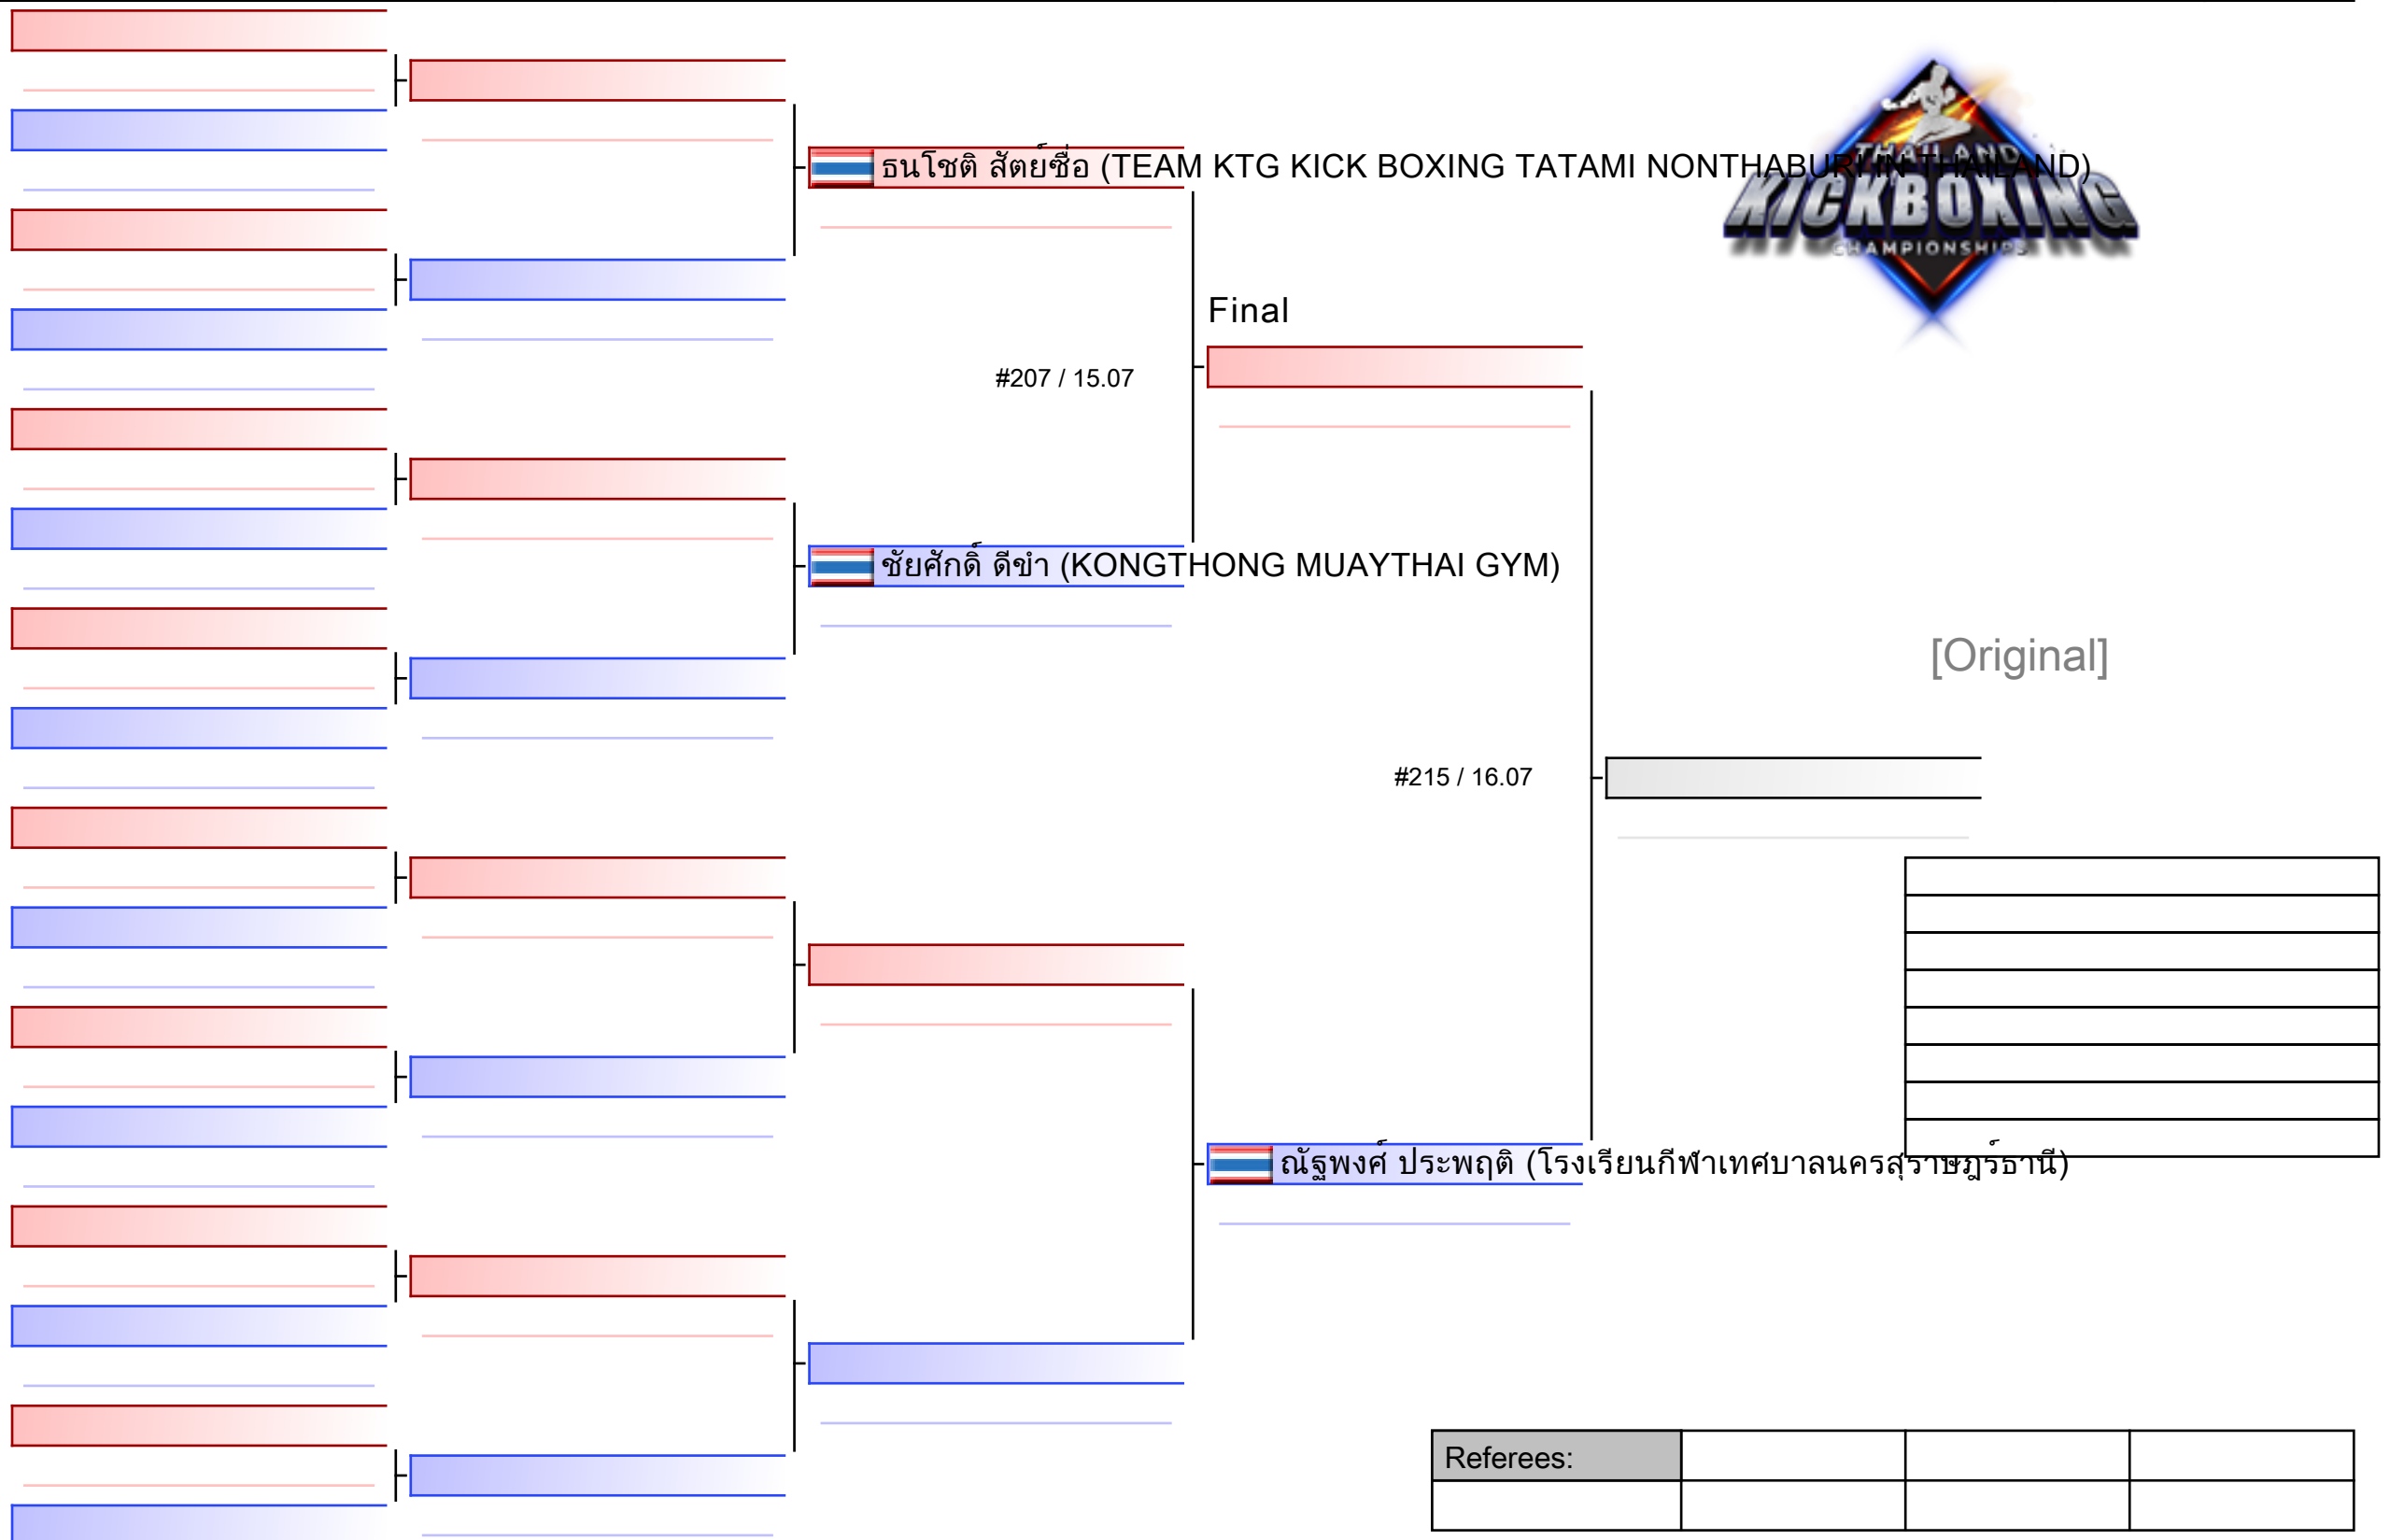 ธนโชติ สัตย์ซื่อ (TEAM KTG KICK BOXING TATAMI NONTHABURI IN THAILAND)
THAILAND
KICKBOXING
CHAMPIONSHIPS
Final
#207 / 15.07
ชัยศักดิ์ ดีขำ (KONGTHONG MUAYTHAI GYM)
[Original]
#215 / 16.07
ณัฐพงศ์ ประพฤติ (โรงเรียนกีฬาเทศบาลนครสุราษฎร์ธานี)
Referees: